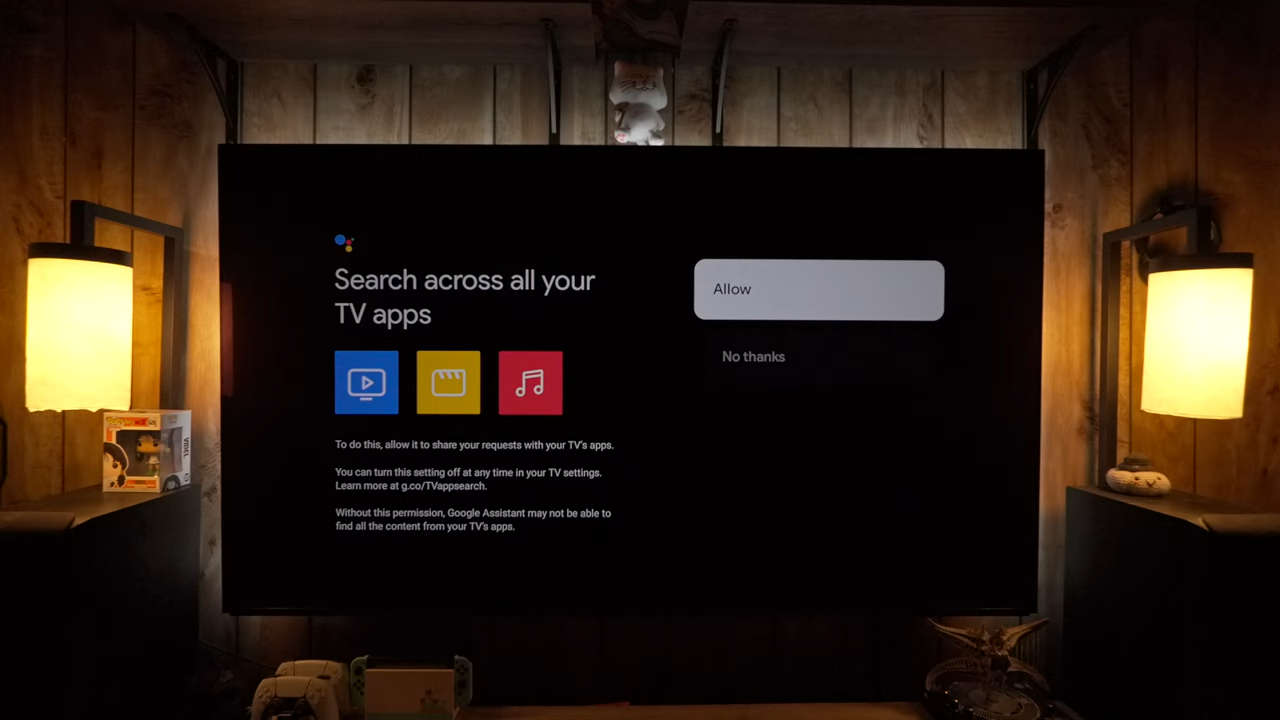 Search across all your
TV apps
To do this, allow it to share your requests with your TV's apps.
You can turn this setting off at any time in your TV settings.
Learn more at g.co/TVappsearch.
Without this permission, Google Assistant may not be able to
find all the content from your TV's apps.
Allow
No thanks
VIDEL